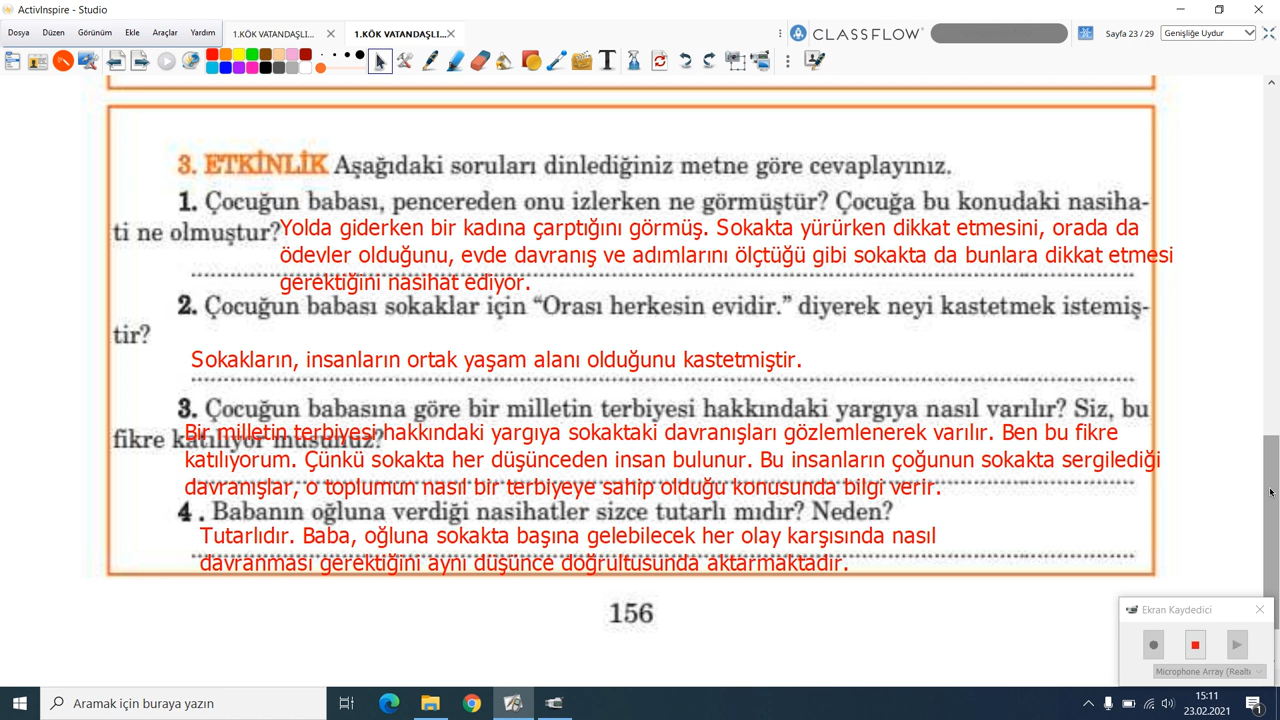 ActivInspire - Studio
Dosya Düzen Görünüm Ekle Araçlar Yardım
1.KÖK VATANDAŞLI...
1.KÖK VATANDAŞLI...
CLASSFLOW
Sayfa 23 / 29
Genişliğe Uydur
3. ETKİNLİK Aşağıdaki soruları dinlediğiniz metne göre cevaplayınız.
1. Çocuğun babası, pencereden onu izlerken ne görmüştür? Çocuğa bu konudaki nasiha-
ti ne olmuştur?
Yolda giderken bir kadına çarptığını görmüş. Sokakta yürürken dikkat etmesini, orada da
ödevler olduğunu, evde davranış ve adımlarını ölçtüğü gibi sokakta da bunlara dikkat etmesi
gerektiğini nasihat ediyor.
2. Çocuğun babası sokaklar için “Orası herkesin evidir.” diyerek neyi kastetmek istemiş-
tir?
Sokakların, insanların ortak yaşam alanı olduğunu kastetmiştir.
3. Çocuğun babasına göre bir milletin terbiyesi hakkındaki yargıya nasıl varılır? Siz, bu
fikre katılıyor musunuz?
Bir milletin terbiyesi hakkındaki yargıya sokaktaki davranışları gözlemlenerek varılır. Ben bu fikre
katılıyorum. Çünkü sokakta her düşünceden insan bulunur. Bu insanların çoğunun sokakta sergilediği
davranışlar, o toplumun nasıl bir terbiyeye sahip olduğu konusunda bilgi verir.
4 . Babanın oğluna verdiği nasihatler sizce tutarlı mıdır? Neden?
Tutarlıdır. Baba, oğluna sokakta başına gelebilecek her olay karşısında nasıl
davranması gerektiğini aynı düşünce doğrultusunda aktarmaktadır.
156
Ekran Kaydedici
Microphone Array (Realte
Aramak için buraya yazın
15:11
23.02.2021
1